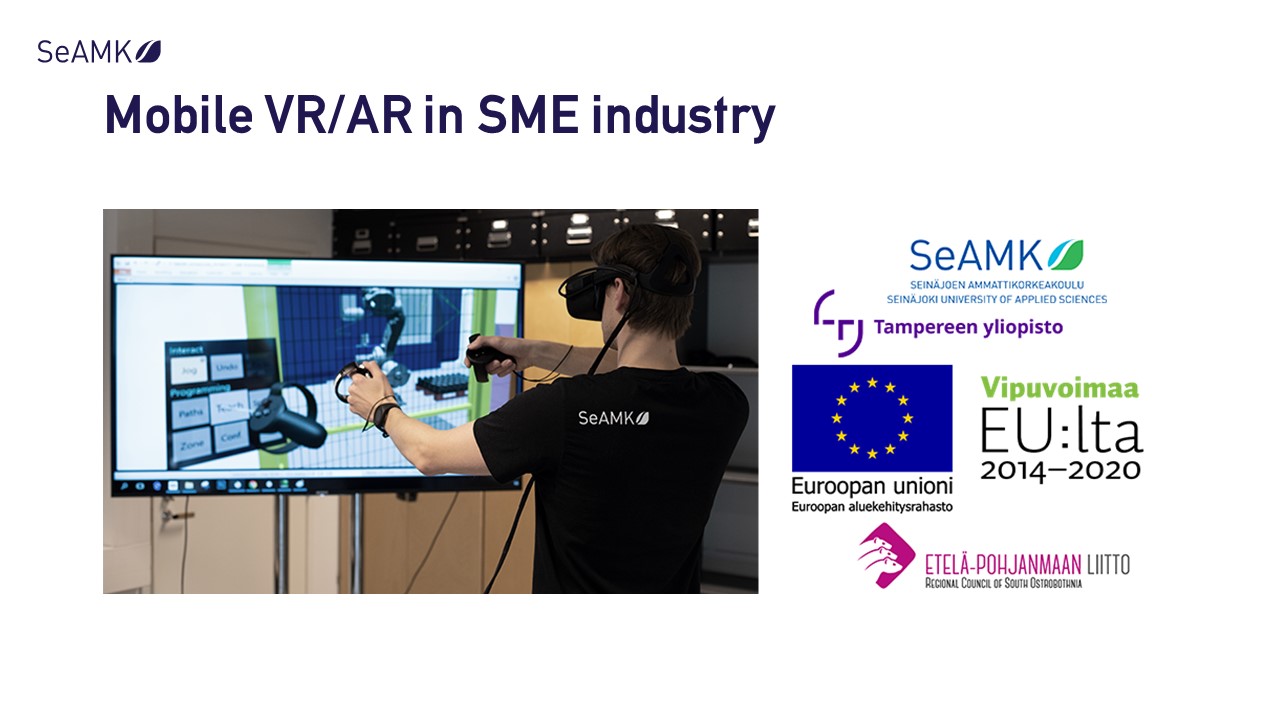 SeAMK
Mobile VR/AR in SME industry
Interact
Jog Undo
Programming
Paths Teach
Zone Conf
SeAMK
SeAMK
SEINÄJOEN AMMATTIKORKEAKOULU
SEINÄJOKI UNIVERSITY OF APPLIED SCIENCES
Tampereen yliopisto
Vipuvoimaa
EU:lta
2014–2020
Euroopan unioni
Euroopan aluekehitysrahasto
ETELÄ-POHJANMAAN LIITTO
REGIONAL COUNCIL OF SOUTH OSTROBOTHNIA